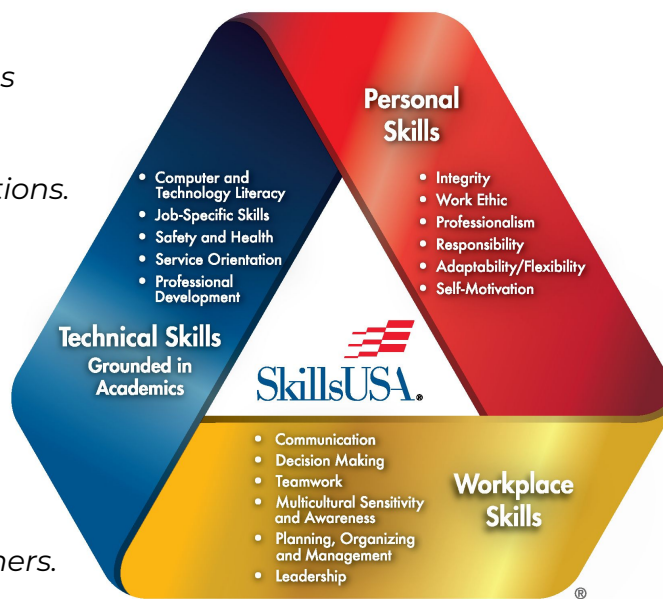 s
tions.
ners.
Personal
Skills
• Integrity
• Work Ethic
• Professionalism
• Responsibility
• Adaptability/Flexibility
• Self-Motivation
• Computer and
Technology Literacy
• Job-Specific Skills
• Safety and Health
• Service Orientation
• Professional
Development
Technical Skills
Grounded in
Academics
SkillsUSA®
• Communication
• Decision Making
• Teamwork
• Multicultural Sensitivity
and Awareness
• Planning, Organizing
and Management
• Leadership
Workplace
Skills
®